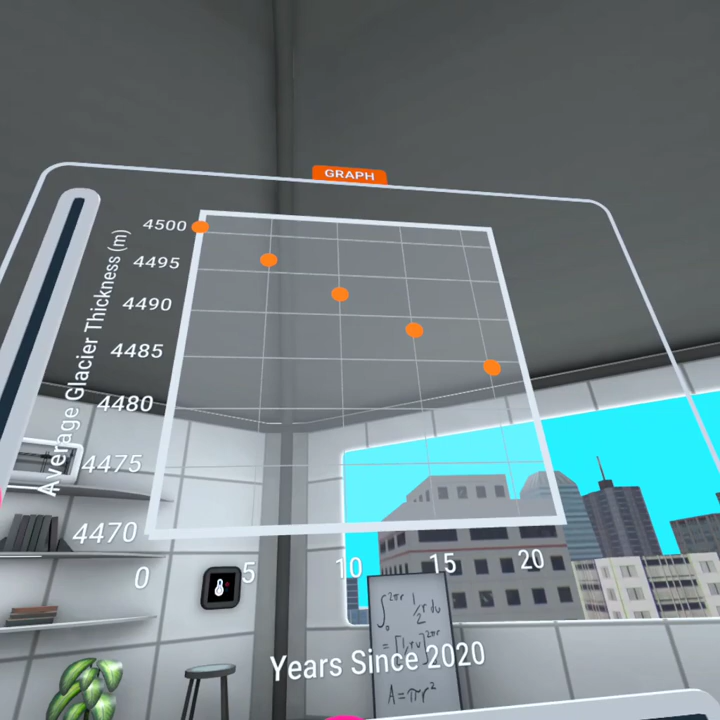 GRAPH
Average Glacier Thickness (m)
4500
4495
4490
4485
4480
4475
4470
0 5 10 15 20
Years Since 2020
A=πr²